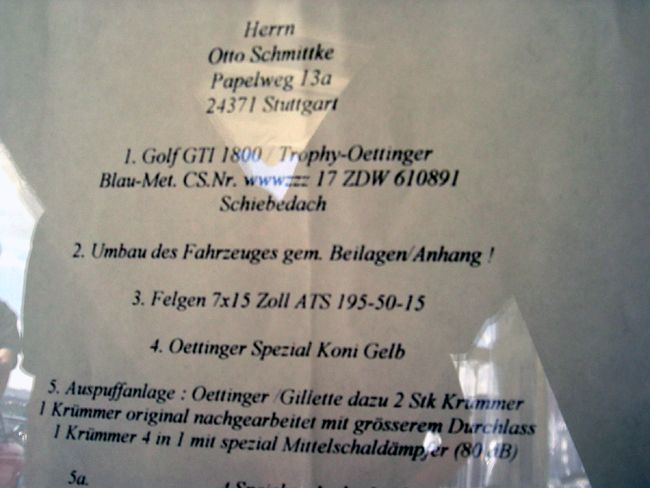 Herrn
Otto Schmittke
Papelweg 13a
24371 Stuttgart
1. Golf GTI 1800 / Trophy-Oettinger
Blau-Met. CS.Nr. wwwzzz 17 ZDW 610891
Schiebedach
2. Umbau des Fahrzeuges gem. Beilagen/Anhang !
3. Felgen 7x15 Zoll ATS 195-50-15
4. Oettinger Spezial Koni Gelb
5. Auspuffanlage : Oettinger /Gillette dazu 2 Stk Krümmer
1 Krümmer original nachgearbeitet mit grösserem Durchlass
1 Krümmer 4 in 1 mit spezial Mittelschaldämpfer (80 dB)
5a.